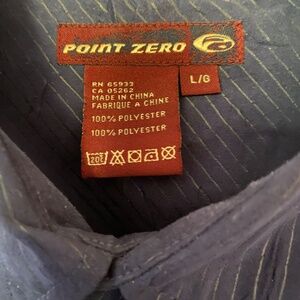 POINT ZERO
L/G
RN 65933
CA 05262
MADE IN CHINA
FABRIQUE A CHINE
100% POLYESTER
100% POLYESTER
20°